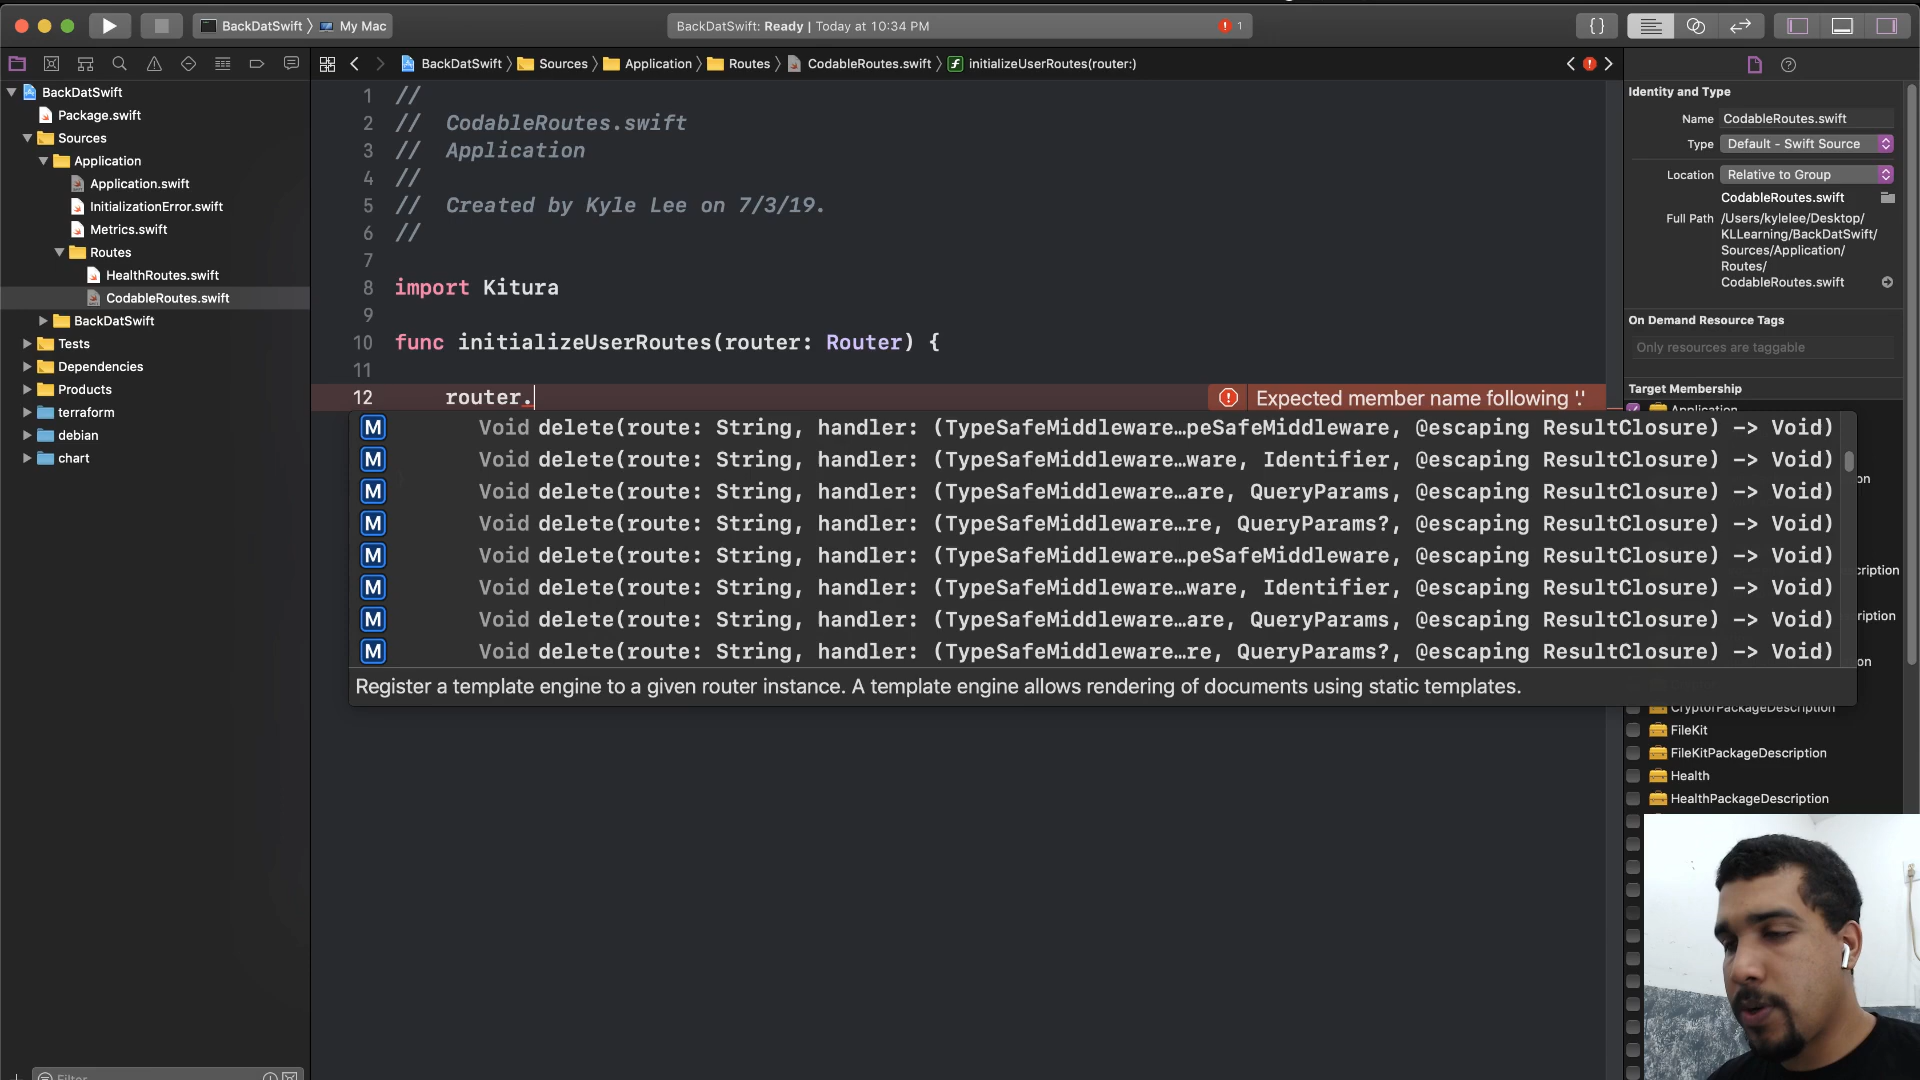 BackDatSwift
My Mac
BackDatSwift: Ready | Today at 10:34 PM
1
{}
BackDatSwift
Sources
Application
Routes
CodableRoutes.swift
initializeUserRoutes(router:)
BackDatSwift
Package.swift
Sources
Application
Application.swift
InitializationError.swift
Metrics.swift
Routes
HealthRoutes.swift
CodableRoutes.swift
BackDatSwift
Tests
Dependencies
Products
terraform
debian
chart
Filter
1 //
2 // CodableRoutes.swift
3 // Application
4 //
5 // Created by Kyle Lee on 7/3/19.
6 //
7
8 import Kitura
9
10 func initializeUserRoutes(router: Router) {
11
12 router.
Expected member name following '.'
M Void delete(route: String, handler: (TypeSafeMiddleware…peSafeMiddleware, @escaping ResultClosure) -> Void)
M Void delete(route: String, handler: (TypeSafeMiddleware…ware, Identifier, @escaping ResultClosure) -> Void)
M Void delete(route: String, handler: (TypeSafeMiddleware…are, QueryParams, @escaping ResultClosure) -> Void)
M Void delete(route: String, handler: (TypeSafeMiddleware…re, QueryParams?, @escaping ResultClosure) -> Void)
M Void delete(route: String, handler: (TypeSafeMiddleware…peSafeMiddleware, @escaping ResultClosure) -> Void)
M Void delete(route: String, handler: (TypeSafeMiddleware…ware, Identifier, @escaping ResultClosure) -> Void)
M Void delete(route: String, handler: (TypeSafeMiddleware…are, QueryParams, @escaping ResultClosure) -> Void)
M Void delete(route: String, handler: (TypeSafeMiddleware…re, QueryParams?, @escaping ResultClosure) -> Void)
Register a template engine to a given router instance. A template engine allows rendering of documents using static templates.
Identity and Type
Name CodableRoutes.swift
Type Default - Swift Source
Location Relative to Group
CodableRoutes.swift
Full Path /Users/kylelee/Desktop/
KLLearning/BackDatSwift/
Sources/Application/
Routes/
CodableRoutes.swift
On Demand Resource Tags
Only resources are taggable
Target Membership
Application
on
cription
ription
on
CryptorPackageDescription
FileKit
FileKitPackageDescription
Health
HealthPackageDescription